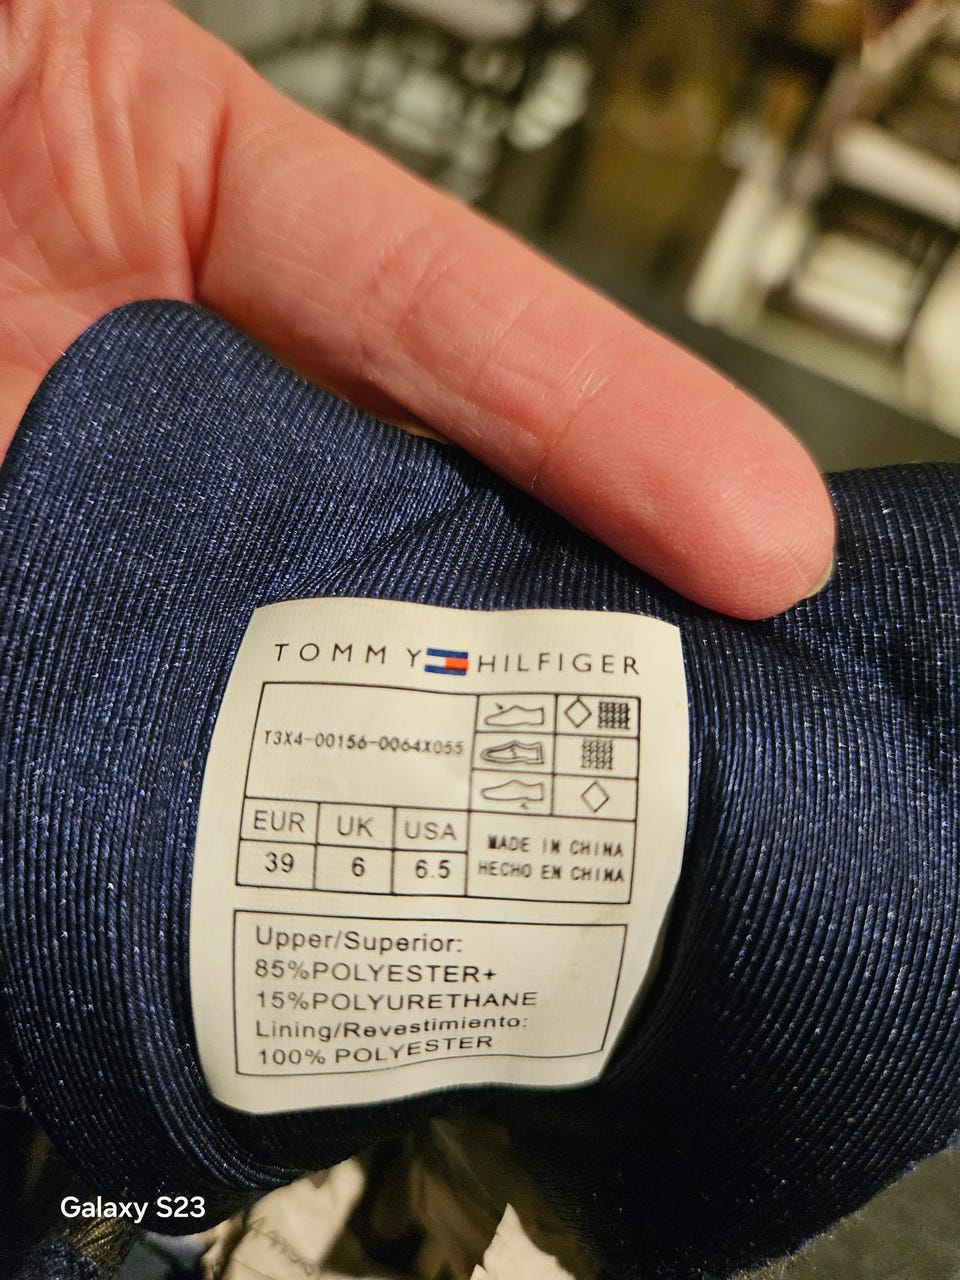 TOMMY HILFIGER
T3X4-00156-0064X055
EUR UK USA
39 6 6.5
MADE IN CHINA
HECHO EN CHINA
Upper/Superior:
85%POLYESTER+
15%POLYURETHANE
Lining/Revestimiento:
100% POLYESTER
Galaxy S23